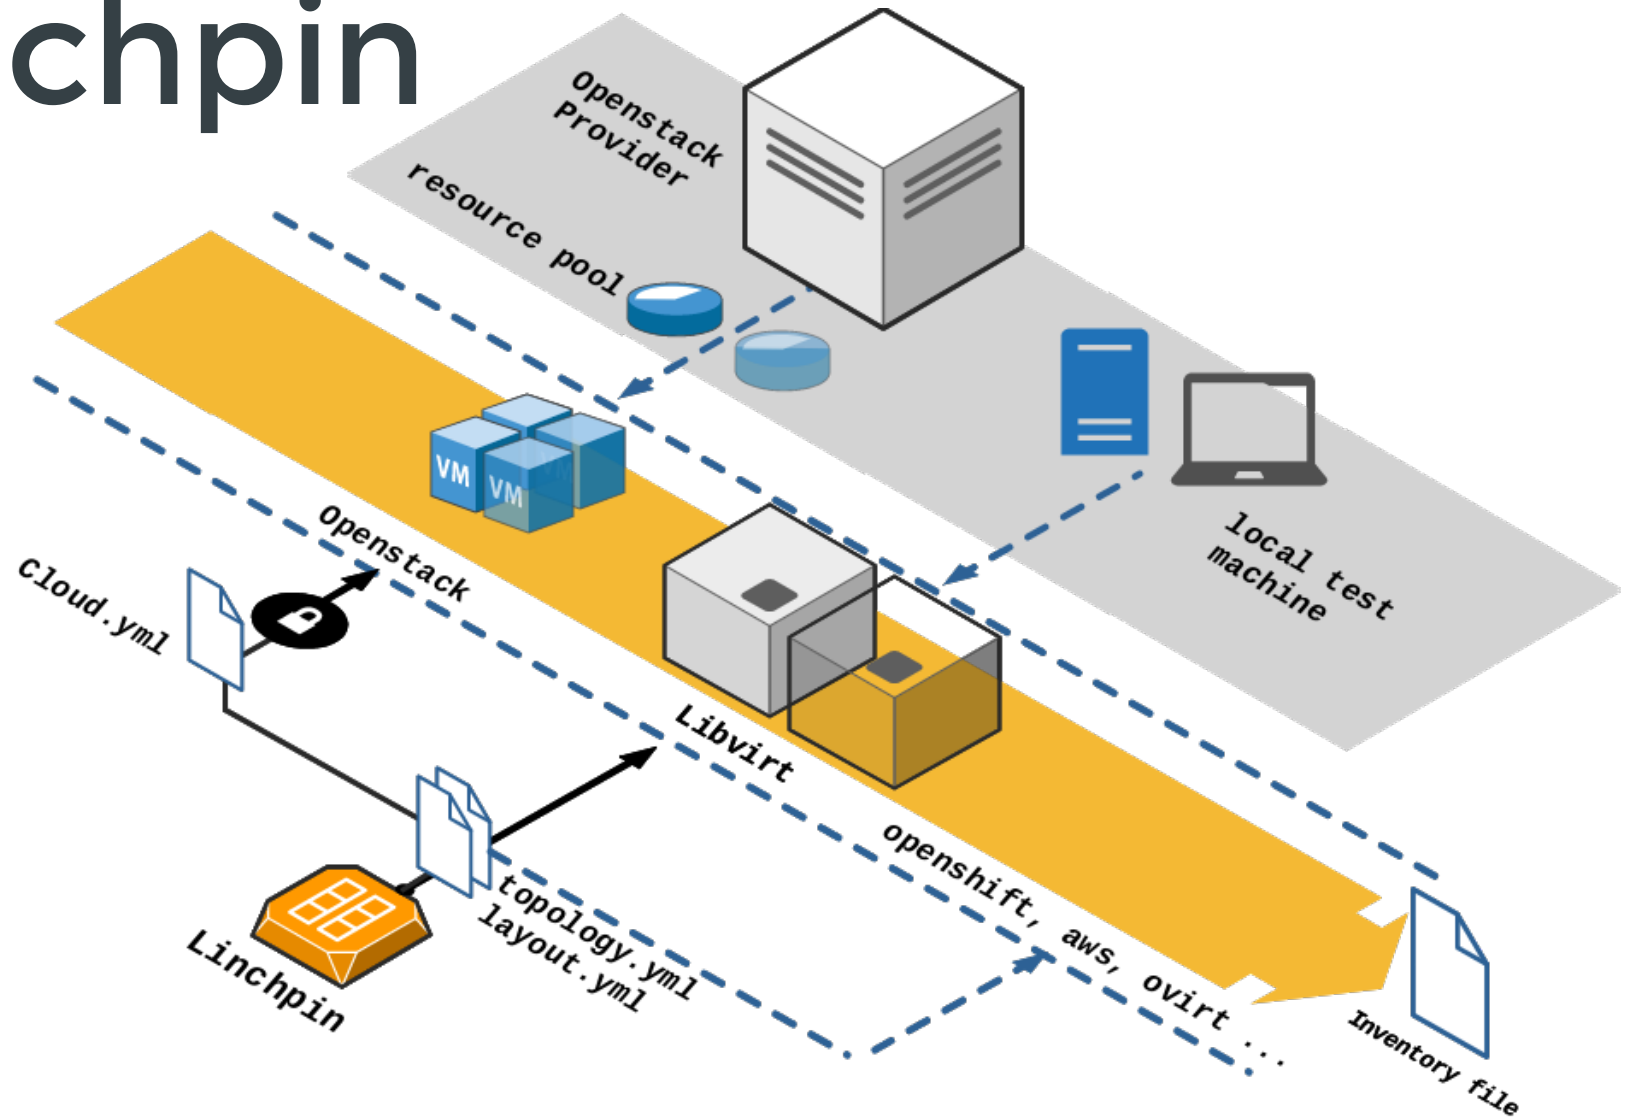 chpin
Openstack
Provider
resource pool
local test
machine
VM
VM
VM
Openstack
Cloud.yml
Libvirt
openshift, aws, ovirt ...
topology.yml
layout.yml
Linchpin
Inventory file